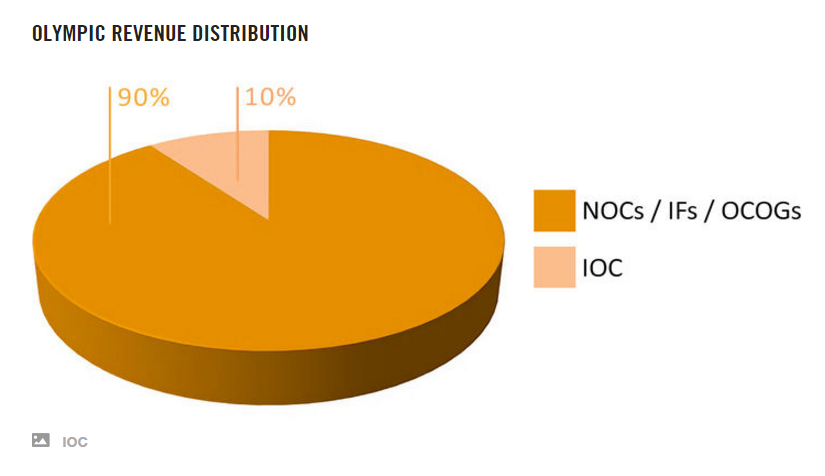 OLYMPIC REVENUE DISTRIBUTION
90%
10%
NOCs / IFs / OCOGs
IOC
IOC